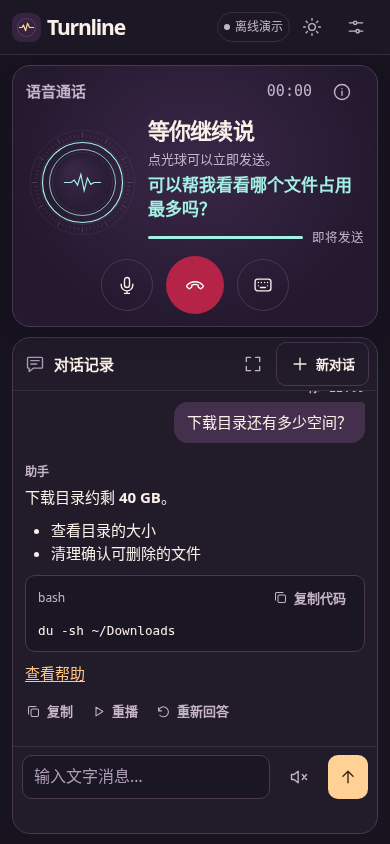 Turnline
离线演示
语音通话
00:00
等你继续说
点光球可以立即发送。
可以帮我看看哪个文件占用
最多吗？
即将发送
对话记录
新对话
下载目录还有多少空间？
助手
下载目录约剩 40 GB。
查看目录的大小
清理确认可删除的文件
bash
复制代码
du -sh ~/Downloads
查看帮助
复制
重播
重新回答
输入文字消息...